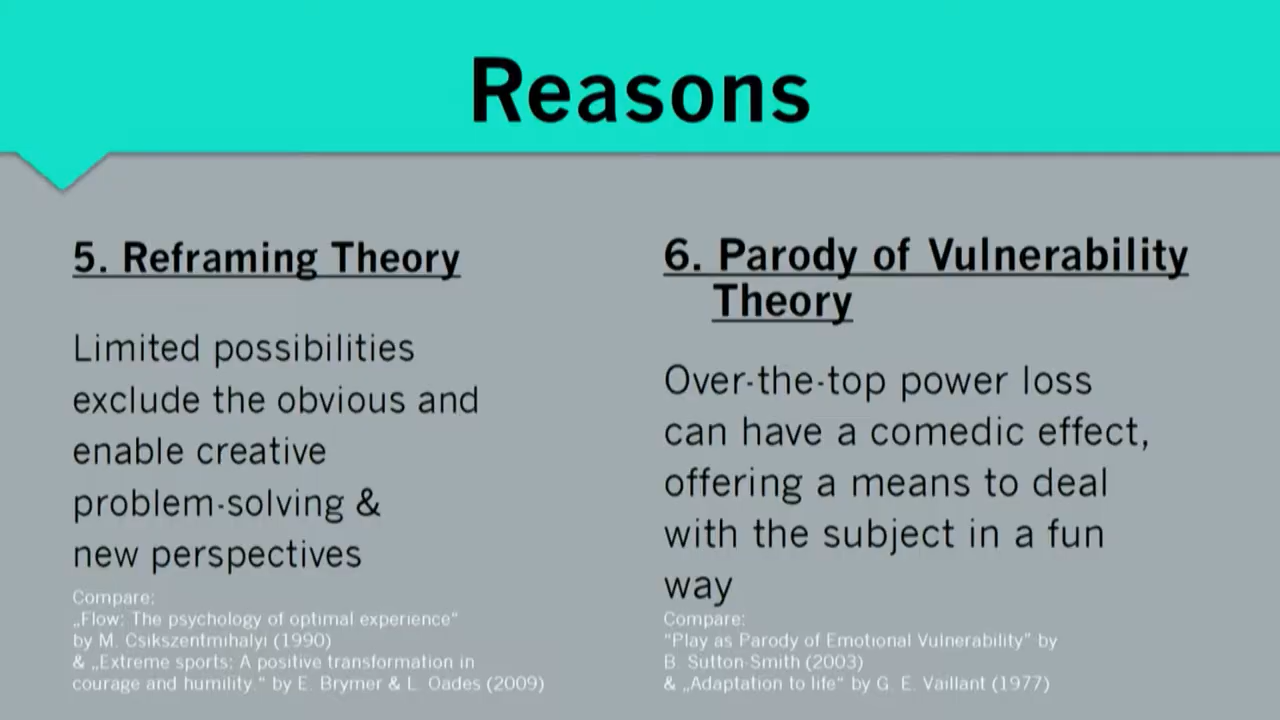 Reasons
5. Reframing Theory
Limited possibilities
exclude the obvious and
enable creative
problem-solving &
new perspectives
Compare:
„Flow: The psychology of optimal experience“
by M. Csikszentmihalyi (1990)
& „Extreme sports: A positive transformation in
courage and humility.“ by E. Brymer & L. Oades (2009)
6. Parody of Vulnerability
Theory
Over-the-top power loss
can have a comedic effect,
offering a means to deal
with the subject in a fun
way
Compare:
“Play as Parody of Emotional Vulnerability” by
B. Sutton-Smith (2003)
& „Adaptation to life“ by G. E. Vaillant (1977)